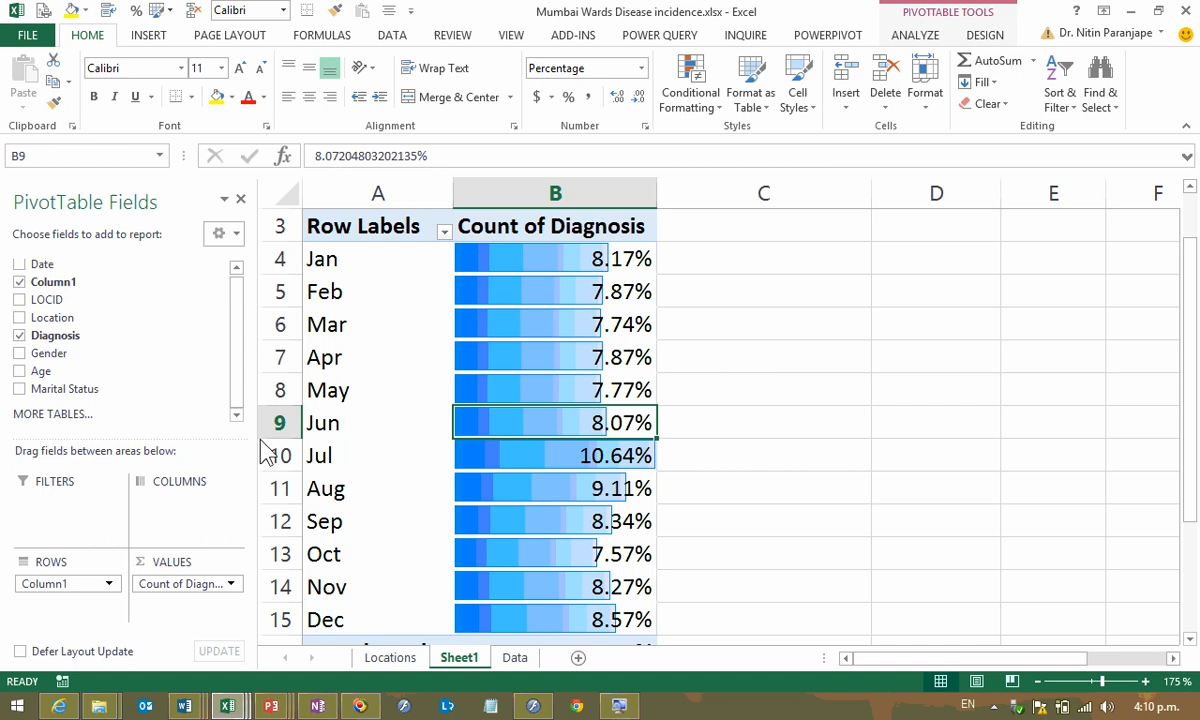 Calibri
Mumbai Wards Disease incidence.xlsx - Excel
PIVOTTABLE TOOLS
?
FILE
HOME
INSERT
PAGE LAYOUT
FORMULAS
DATA
REVIEW
VIEW
ADD-INS
POWER QUERY
INQUIRE
POWERPIVOT
ANALYZE
DESIGN
Dr. Nitin Paranjape
Paste
Calibri
11
B I U
Wrap Text
Merge & Center
Percentage
$ %
Conditional Formatting
Format as Table
Cell Styles
Insert
Delete
Format
AutoSum
Fill
Clear
Sort & Filter
Find & Select
Clipboard
Font
Alignment
Number
Styles
Cells
Editing
B9
fx
8.07204803202135%
PivotTable Fields
Choose fields to add to report:
Date
Column1
LOCID
Location
Diagnosis
Gender
Age
Marital Status
MORE TABLES...
Drag fields between areas below:
FILTERS
COLUMNS
ROWS
Σ VALUES
Column1
Count of Diagn...
Defer Layout Update
UPDATE
A B C D E F
3 Row Labels Count of Diagnosis
4 Jan 8.17%
5 Feb 7.87%
6 Mar 7.74%
7 Apr 7.87%
8 May 7.77%
9 Jun 8.07%
10 Jul 10.64%
11 Aug 9.11%
12 Sep 8.34%
13 Oct 7.57%
14 Nov 8.27%
15 Dec 8.57%
Locations
Sheet1
Data
READY
175 %
EN
4:10 p.m.